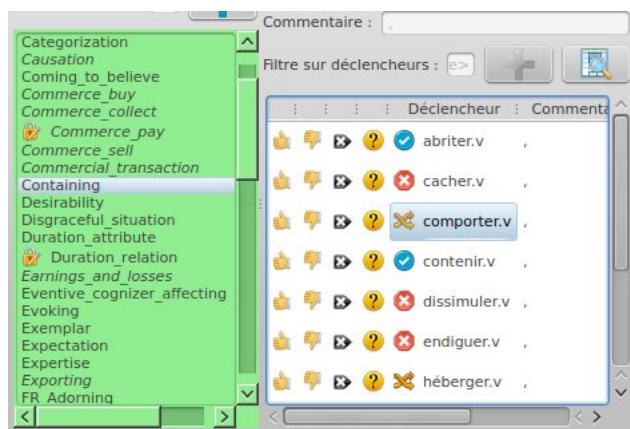 Commentaire : ,
Categorization
Causation
Coming_to_believe
Commerce_buy
Commerce_collect
Commerce_pay
Commerce_sell
Commercial_transaction
Containing
Desirability
Disgraceful_situation
Duration_attribute
Duration_relation
Earnings_and_losses
Eventive_cognizer_affecting
Evoking
Exemplar
Expectation
Expertise
Exporting
FR_Adorning
Filtre sur déclencheurs : e>
Déclencheur Commenta
abriter.v ,
cacher.v ,
comporter.v ,
contenir.v ,
dissimuler.v ,
endiguer.v ,
héberger.v ,